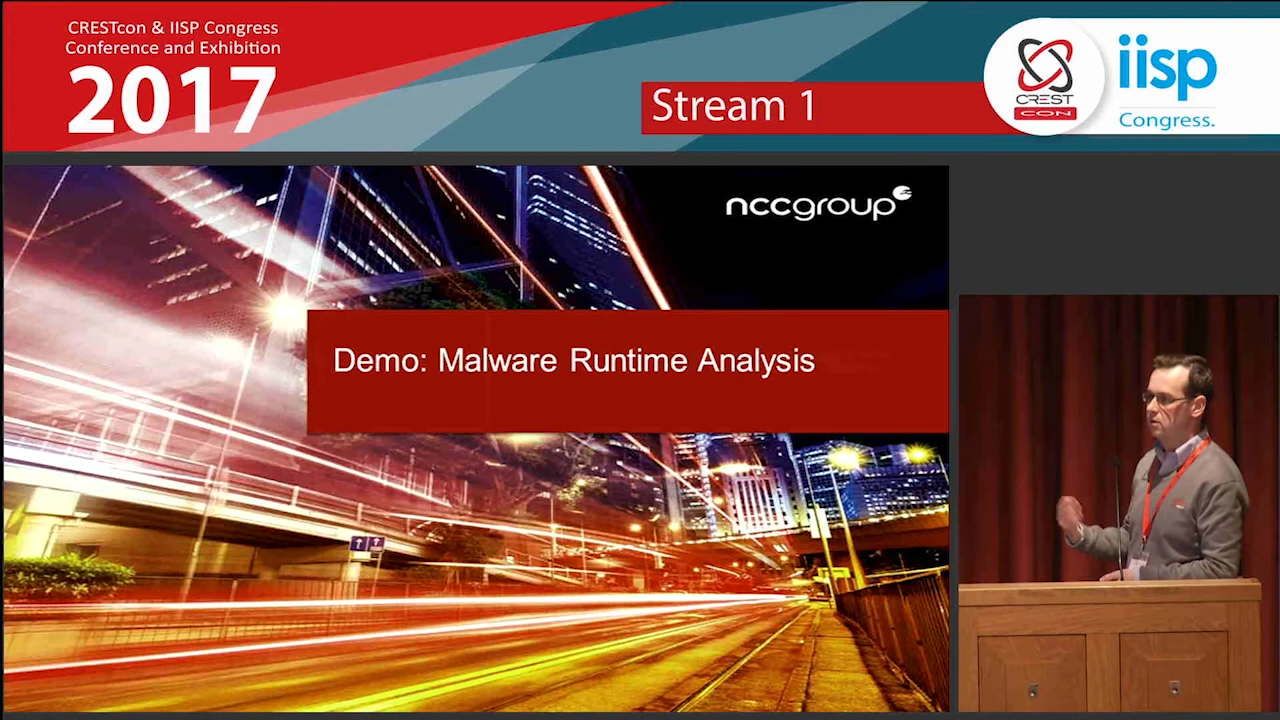 CRESTcon & IISP Congress
Conference and Exhibition
2017
Stream 1
CREST
CON
iisp
Congress.
nccgroup
Demo: Malware Runtime Analysis